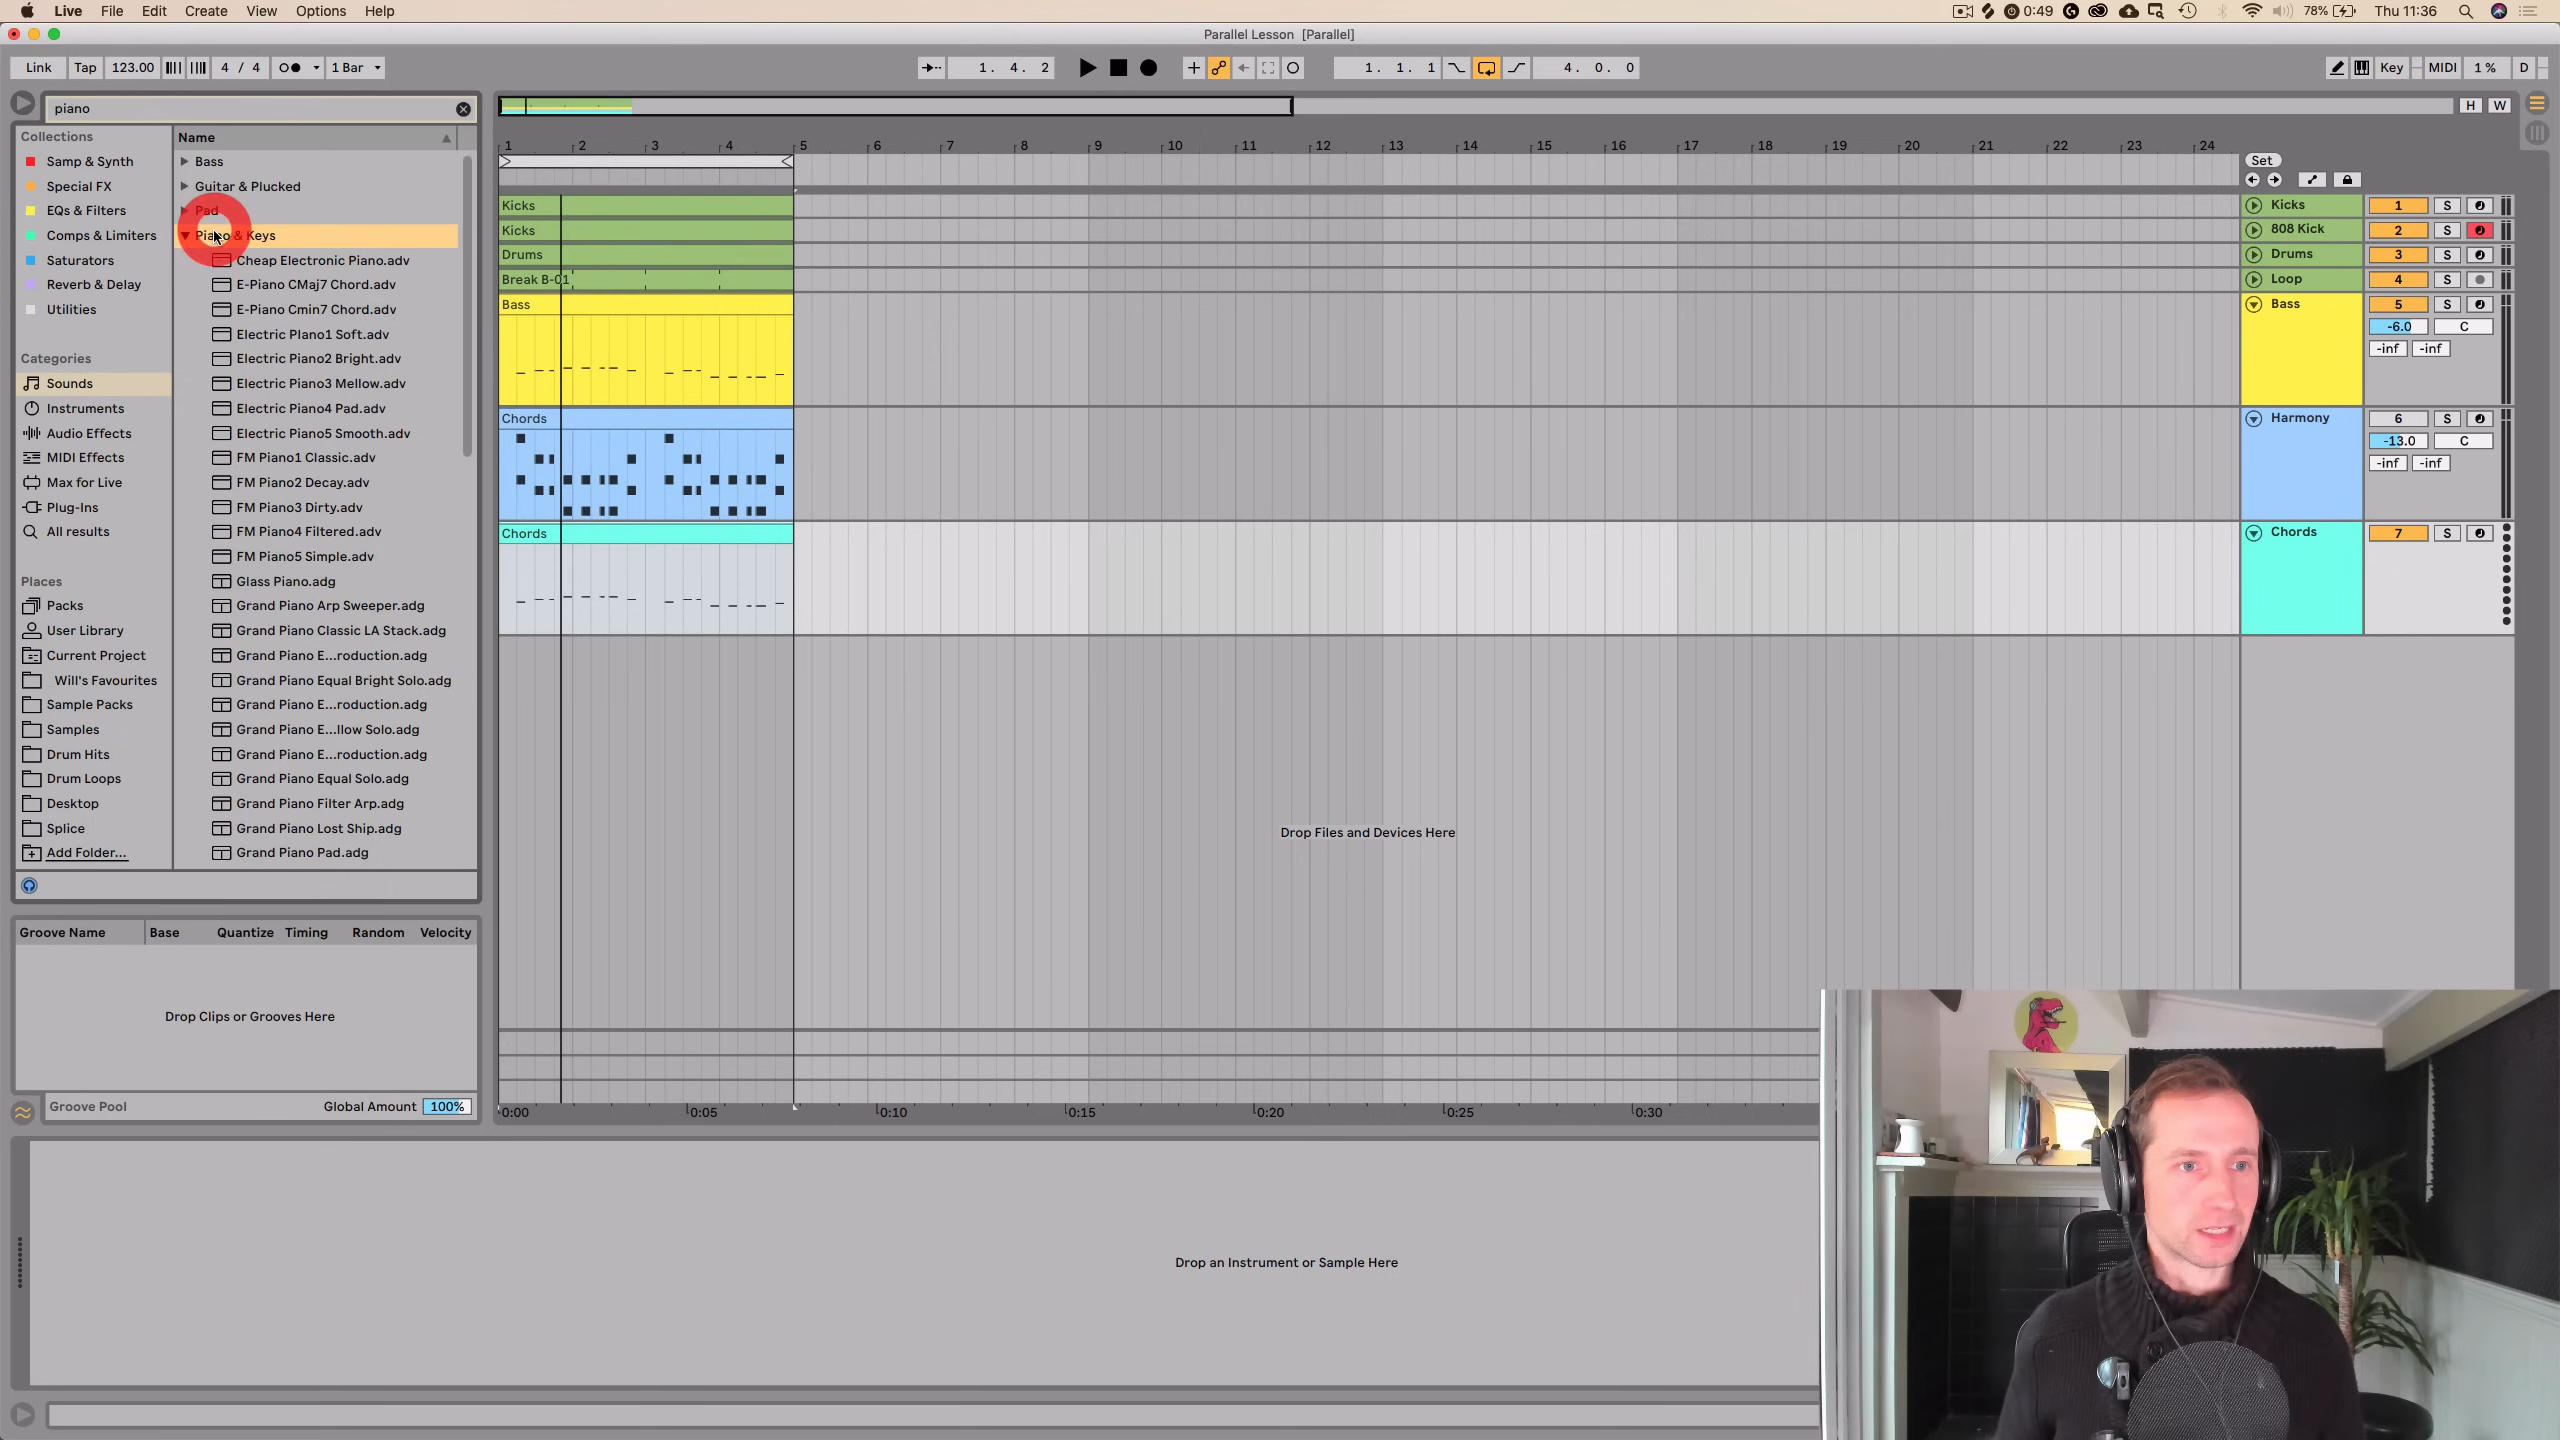 Live File Edit Create View Options Help 0:49 78% Thu 11:36
Parallel Lesson [Parallel]
Link Tap 123.00 4 / 4 1 Bar 1. 4. 2 1. 1. 1 4. 0. 0 Key MIDI 1 % D
piano H W
Collections Name
Samp & Synth Bass
Special FX Guitar & Plucked
EQs & Filters Pad
Comps & Limiters Piano & Keys
Saturators Cheap Electronic Piano.adv
Reverb & Delay E-Piano CMaj7 Chord.adv
Utilities E-Piano Cmin7 Chord.adv
Electric PIano1 Soft.adv
Categories Electric Piano2 Bright.adv
Sounds Electric Piano3 Mellow.adv
Instruments Electric Piano4 Pad.adv
Audio Effects Electric Piano5 Smooth.adv
MIDI Effects FM Piano1 Classic.adv
Max for Live FM Piano2 Decay.adv
Plug-Ins FM Piano3 Dirty.adv
All results FM Piano4 Filtered.adv
FM Piano5 Simple.adv
Places Glass Piano.adg
Packs Grand Piano Arp Sweeper.adg
User Library Grand Piano Classic LA Stack.adg
Current Project Grand Piano E...roduction.adg
_Will's Favourites Grand Piano Equal Bright Solo.adg
Sample Packs Grand Piano E...roduction.adg
Samples Grand Piano E...llow Solo.adg
Drum Hits Grand Piano E...roduction.adg
Drum Loops Grand Piano Equal Solo.adg
Desktop Grand Piano Filter Arp.adg
Splice Grand Piano Lost Ship.adg
Add Folder... Grand Piano Pad.adg
Groove Name Base Quantize Timing Random Velocity
Drop Clips or Grooves Here
Groove Pool Global Amount 100%
1 2 3 4 5 6 7 8 9 10 11 12 13 14 15 16 17 18 19 20 21 22 23 24
Set
Kicks Kicks 1 S
Kicks 808 Kick 2 S
Drums Drums 3 S
Break B-01 Loop 4 S
Bass Bass 5 S
-6.0 C
-inf -inf
Chords Harmony 6 S
-13.0 C
-inf -inf
Chords Chords 7 S
Drop Files and Devices Here
0:00 0:05 0:10 0:15 0:20 0:25 0:30
Drop an Instrument or Sample Here